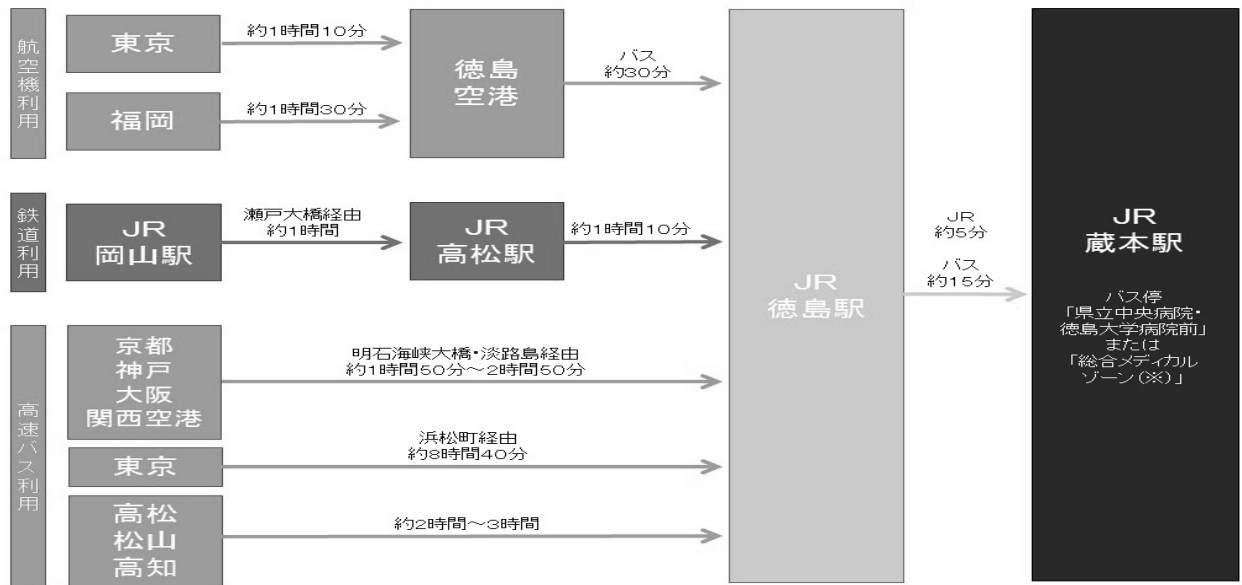 航空機利用
東京
約1時間10分
福岡
約1時間30分
徳島
空港
バス
約30分
鉄道利用
JR
岡山駅
瀬戸大橋経由
約1時間
JR
高松駅
約1時間10分
高速バス利用
京都
神戸
大阪
関西空港
明石海峡大橋・淡路島経由
約1時間50分～2時間50分
東京
浜松町経由
約8時間40分
高松
松山
高知
約2時間～3時間
JR
徳島駅
JR
約5分
バス
約15分
JR
蔵本駅
バス停
「県立中央病院・
徳島大学病院前」
または
「総合メディカル
ゾーン(※)」